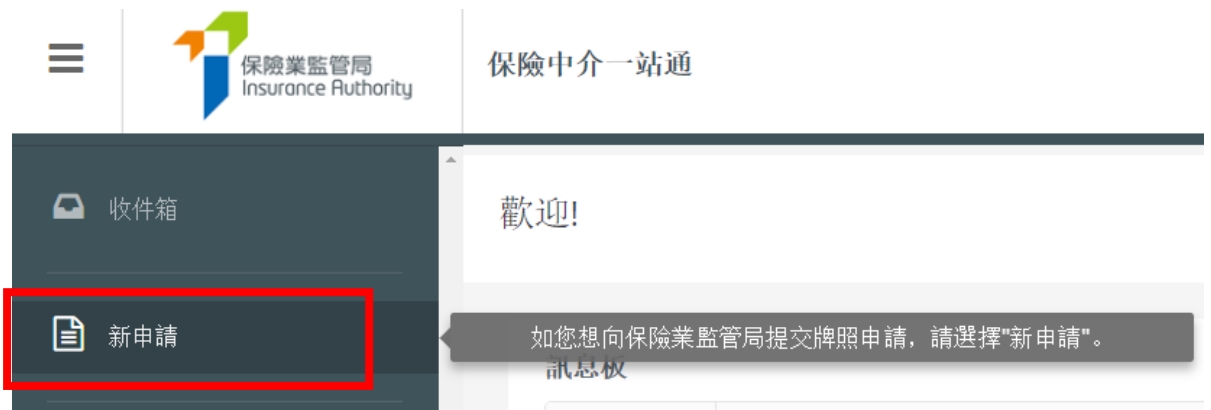 保險業監管局
Insurance Authority
保險中介一站通
收件箱
歡迎!
新申請
如您想向保險業監管局提交牌照申請，請選擇"新申請"。
訊息板